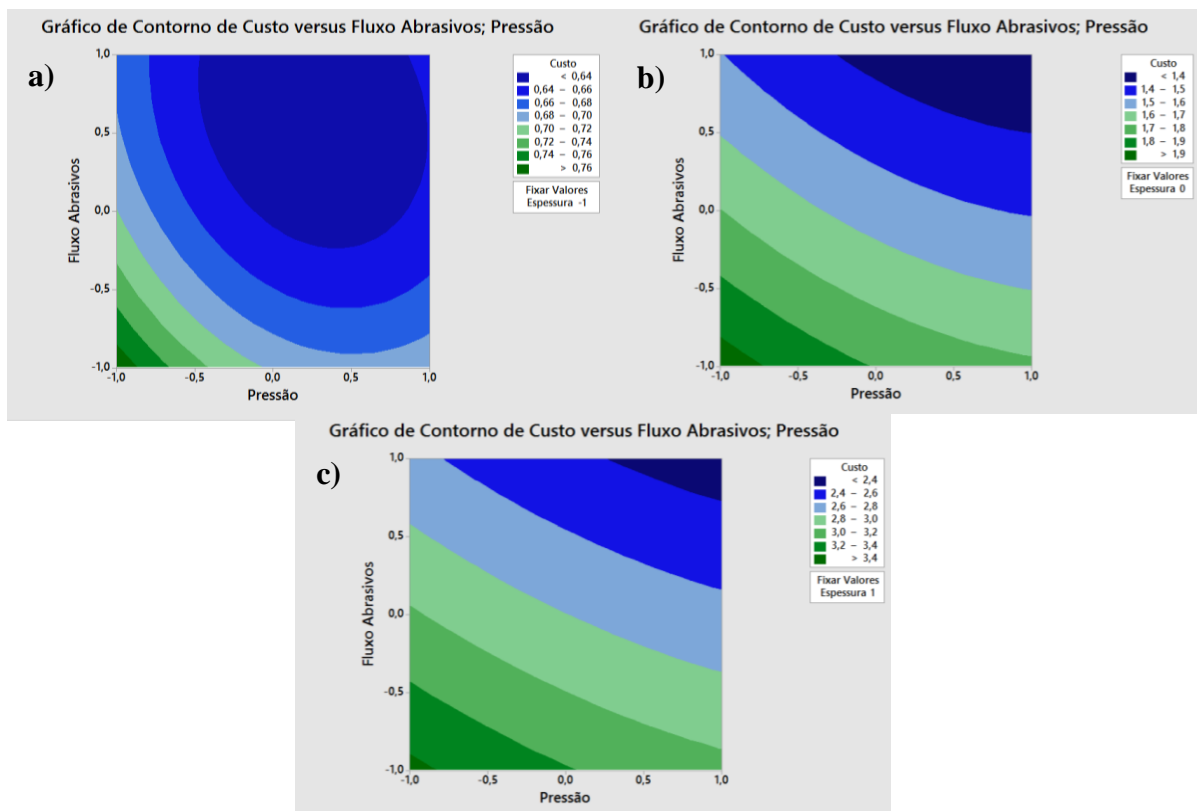 Gráfico de Contorno de Custo versus Fluxo Abrasivos; Pressão
a)
Custo
< 0,64
0,64 – 0,66
0,66 – 0,68
0,68 – 0,70
0,70 – 0,72
0,72 – 0,74
0,74 – 0,76
> 0,76
Fixar Valores
Espessura -1
Fluxo Abrasivos
1,0
0,5
0,0
-0,5
-1,0
-1,0 -0,5 0,0 0,5 1,0
Pressão
Gráfico de Contorno de Custo versus Fluxo Abrasivos; Pressão
b)
Custo
< 1,4
1,4 – 1,5
1,5 – 1,6
1,6 – 1,7
1,7 – 1,8
1,8 – 1,9
> 1,9
Fixar Valores
Espessura 0
Fluxo Abrasivos
1,0
0,5
0,0
-0,5
-1,0
-1,0 -0,5 0,0 0,5 1,0
Pressão
Gráfico de Contorno de Custo versus Fluxo Abrasivos; Pressão
c)
Custo
< 2,4
2,4 – 2,6
2,6 – 2,8
2,8 – 3,0
3,0 – 3,2
3,2 – 3,4
> 3,4
Fixar Valores
Espessura 1
Fluxo Abrasivos
1,0
0,5
0,0
-0,5
-1,0
-1,0 -0,5 0,0 0,5 1,0
Pressão